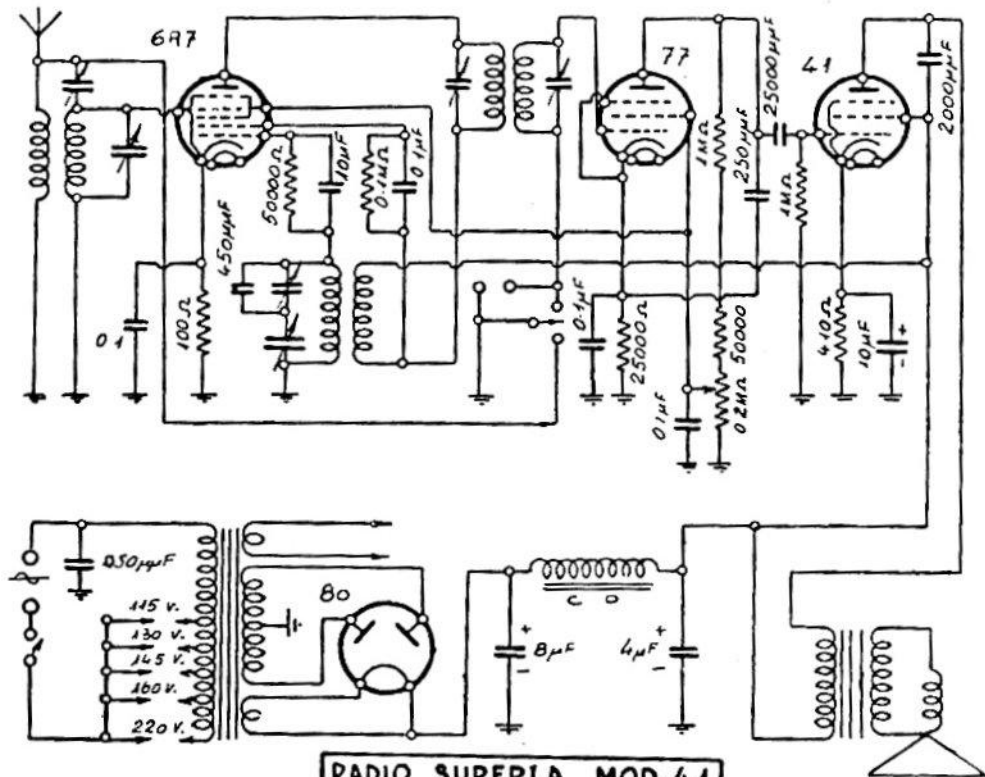 6A7
77
41
50000Ω
10μF
0.1MΩ
0.1μF
1MΩ
250μμF
25000μμF
1MΩ
2000μμF
450μμF
0.1
100Ω
0.1μF
25000Ω
0.1μF
50000
0.2MΩ
410Ω
10μF
+
-
115 v.
130 v.
145 v.
160 v.
220 v.
80
+
8μF
-
C O
+
4μF
-
RADIO SUPERLA MOD. 41